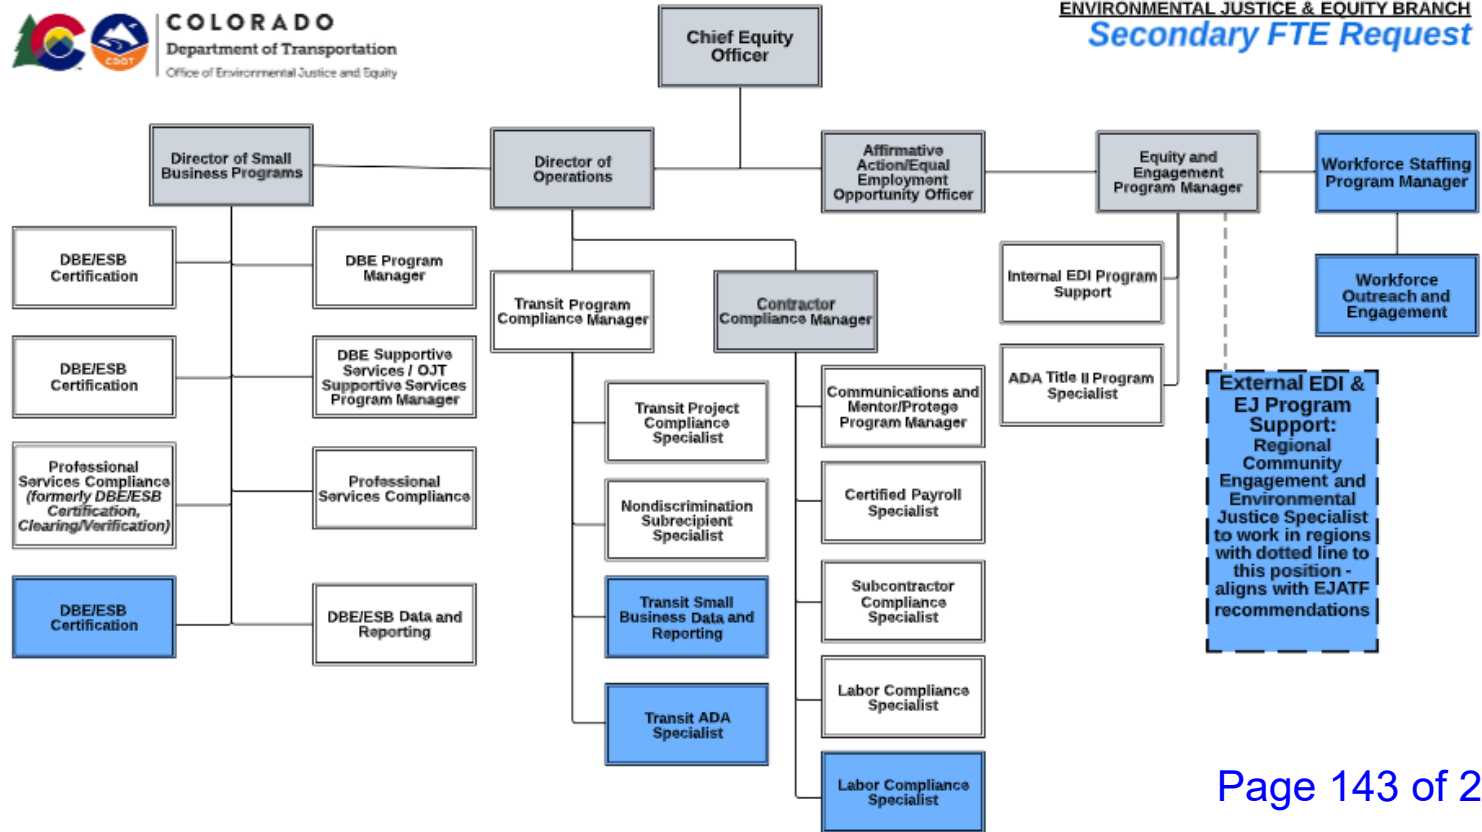 COLORADO
Department of Transportation
Office of Environmental Justice and Equity
CDOT
ENVIRONMENTAL JUSTICE & EQUITY BRANCH
Secondary FTE Request
Chief Equity
Officer
Director of Small
Business Programs
Director of
Operations
Affirmative
Action/Equal
Employment
Opportunity Officer
Equity and
Engagement
Program Manager
Workforce Staffing
Program Manager
DBE/ESB
Certification
DBE Program
Manager
DBE/ESB
Certification
DBE Supportive
Services / OJT
Supportive Services
Program Manager
Professional
Services Compliance
(formerly DBE/ESB
Certification,
Clearing/Verification)
Professional
Services Compliance
DBE/ESB
Certification
DBE/ESB Data and
Reporting
Transit Program
Compliance Manager
Contractor
Compliance Manager
Transit Project
Compliance
Specialist
Nondiscrimination
Subrecipient
Specialist
Transit Small
Business Data and
Reporting
Transit ADA
Specialist
Communications and
Mentor/Protege
Program Manager
Certified Payroll
Specialist
Subcontractor
Compliance
Specialist
Labor Compliance
Specialist
Labor Compliance
Specialist
Internal EDI Program
Support
ADA Title II Program
Specialist
External EDI &
EJ Program
Support:
Regional
Community
Engagement and
Environmental
Justice Specialist
to work in regions
with dotted line to
this position -
aligns with EJATF
recommendations
Workforce
Outreach and
Engagement
Page 143 of 2